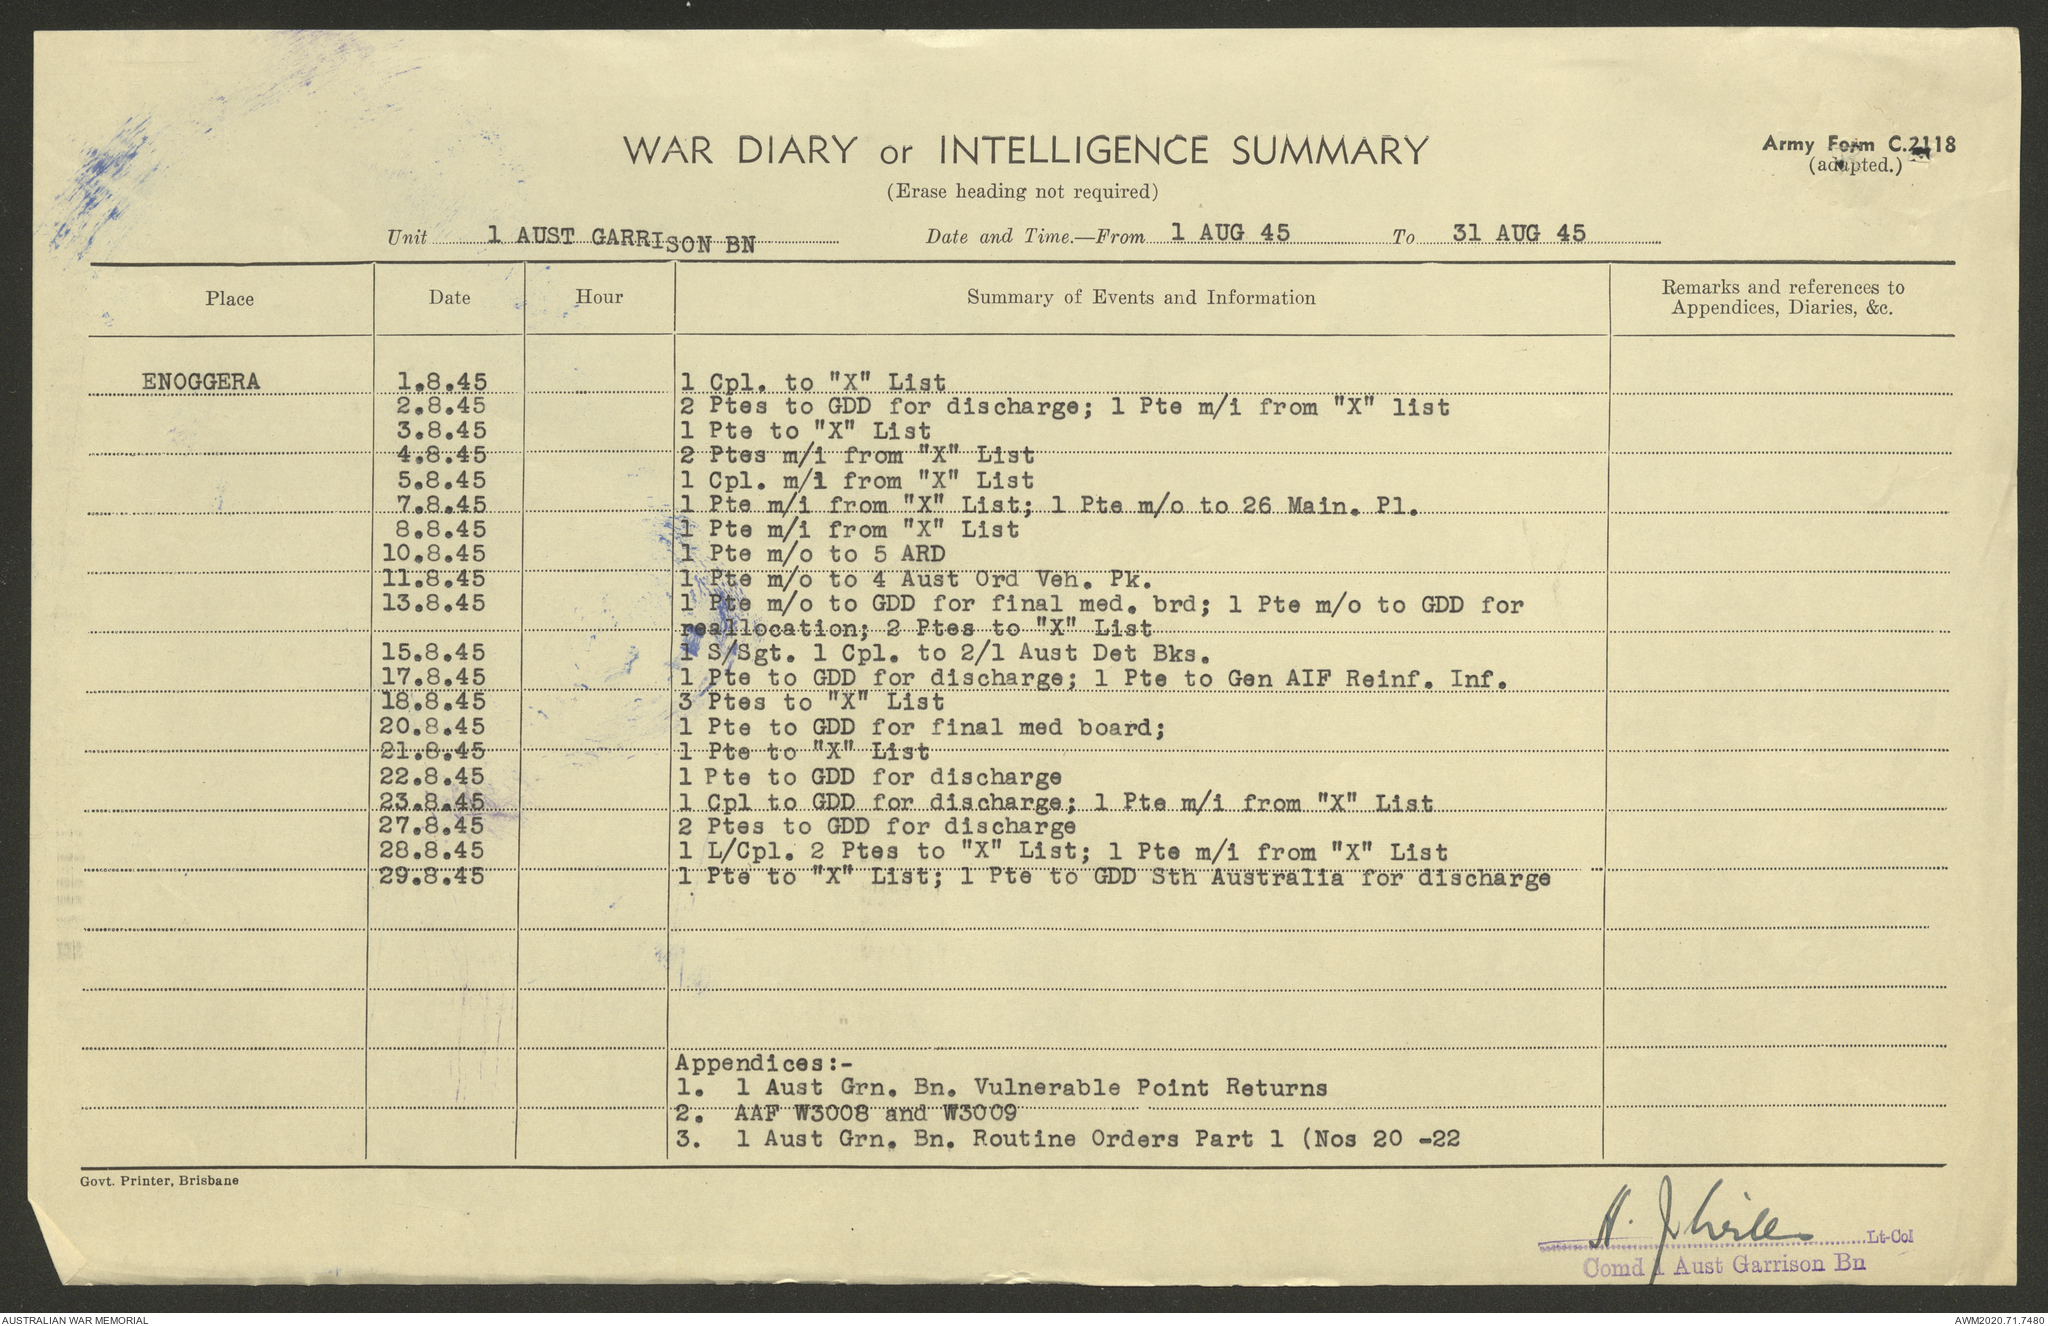 WAR DIARY or INTELLIGENCE SUMMARY
Army Form C.2118
(adapted.)
(Erase heading not required)
Unit 1 AUST GARRISON BN Date and Time.—From 1 AUG 45 To 31 AUG 45
Place Date Hour Summary of Events and Information Remarks and references to Appendices, Diaries, &c.
ENOGGERA 1.8.45 1 Cpl. to "X" List
2.8.45 2 Ptes to GDD for discharge; 1 Pte m/i from "X" list
3.8.45 1 Pte to "X" List
4.8.45 2 Ptes m/i from "X" List
5.8.45 1 Cpl. m/i from "X" List
7.8.45 1 Pte m/i from "X" List; 1 Pte m/o to 26 Main. Pl.
8.8.45 1 Pte m/i from "X" List
10.8.45 1 Pte m/o to 5 ARD
11.8.45 1 Pte m/o to 4 Aust Ord Veh. Pk.
13.8.45 1 Pte m/o to GDD for final med. brd; 1 Pte m/o to GDD for
reallocation; 2 Ptes to "X" List
15.8.45 1 S/Sgt. 1 Cpl. to 2/1 Aust Det Bks.
17.8.45 1 Pte to GDD for discharge; 1 Pte to Gen AIF Reinf. Inf.
18.8.45 3 Ptes to "X" List
20.8.45 1 Pte to GDD for final med board;
21.8.45 1 Pte to "X" List
22.8.45 1 Pte to GDD for discharge
23.8.45 1 Cpl to GDD for discharge; 1 Pte m/i from "X" List
27.8.45 2 Ptes to GDD for discharge
28.8.45 1 L/Cpl. 2 Ptes to "X" List; 1 Pte m/i from "X" List
29.8.45 1 Pte to "X" List; 1 Pte to GDD Sth Australia for discharge
Appendices:-
1. 1 Aust Grn. Bn. Vulnerable Point Returns
2. AAF W3008 and W3009
3. 1 Aust Grn. Bn. Routine Orders Part 1 (Nos 20 -22
Govt. Printer, Brisbane
H. Lt-Col
Comd 1 Aust Garrison Bn
AUSTRALIAN WAR MEMORIAL
AWM2020.71.7480